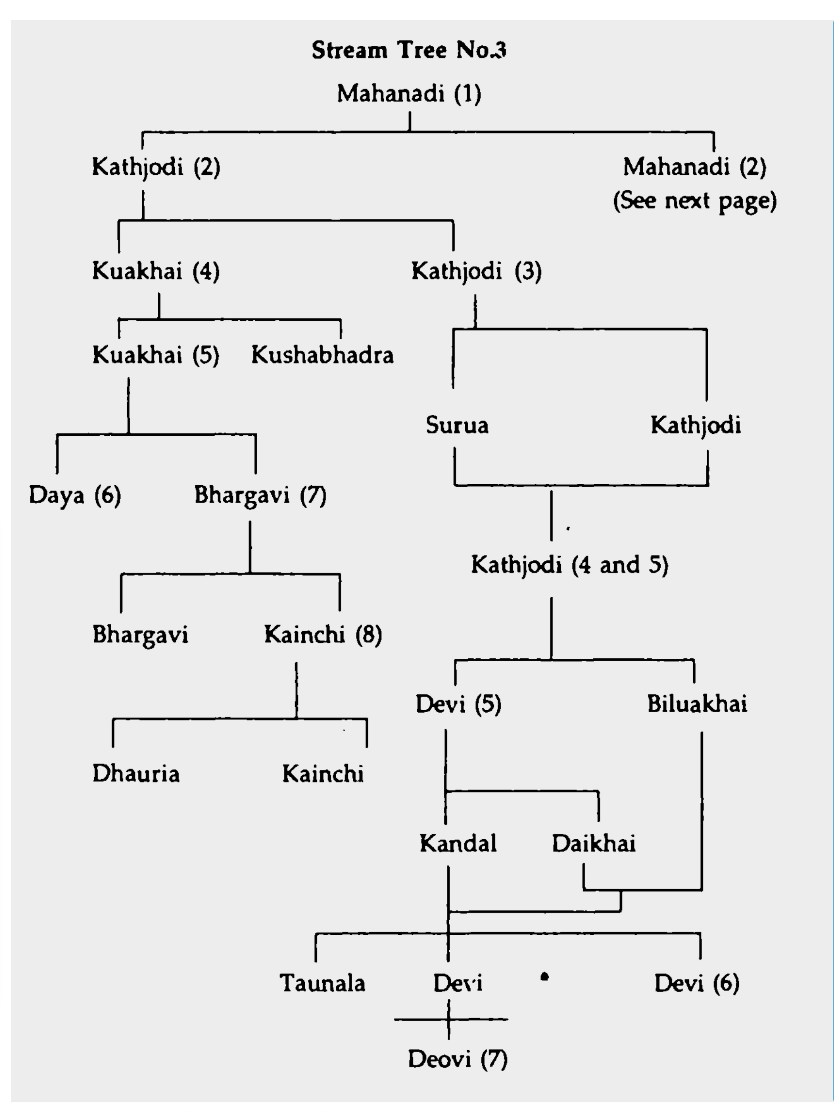 Stream Tree No.3
Mahanadi (1)
Kathjodi (2) Mahanadi (2)
(See next page)
Kuakhai (4) Kathjodi (3)
Kuakhai (5) Kushabhadra
Surua Kathjodi
Daya (6) Bhargavi (7)
Kathjodi (4 and 5)
Bhargavi Kainchi (8)
Devi (5) Biluakhai
Dhauria Kainchi
Kandal Daikhai
Taunala Devi Devi (6)
Deovi (7)